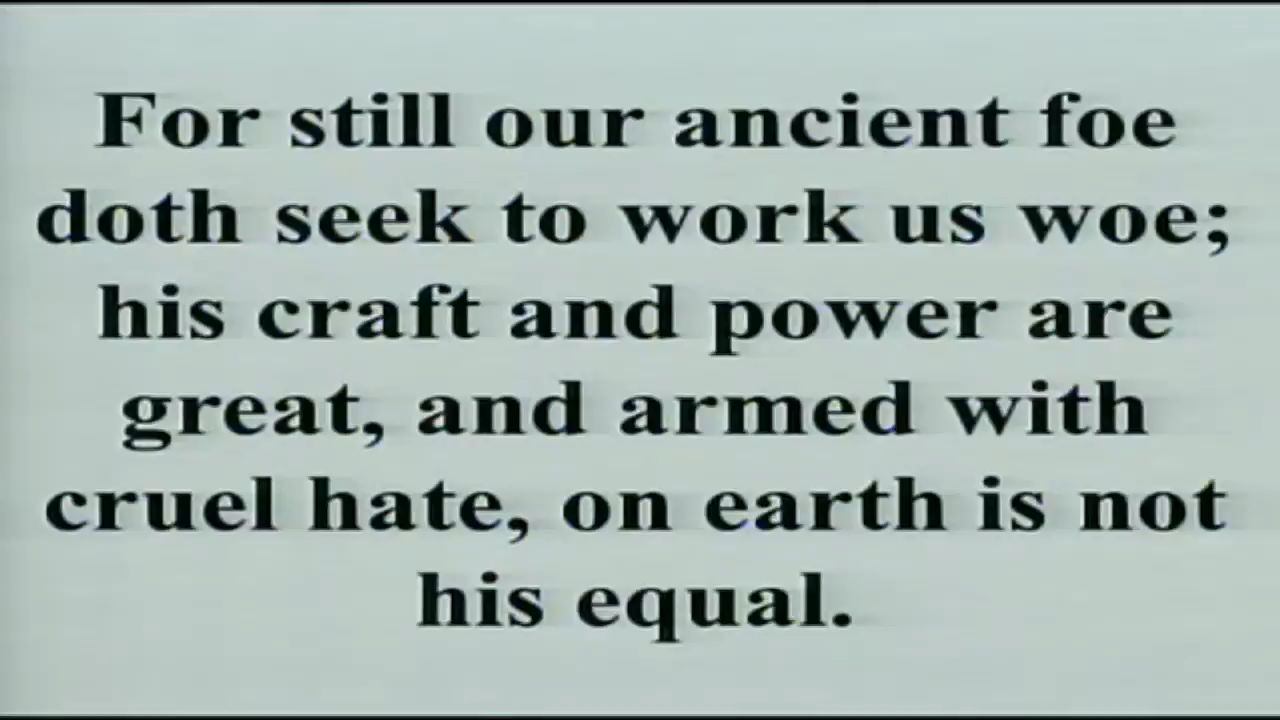 For still our ancient foe
doth seek to work us woe;
his craft and power are
great, and armed with
cruel hate, on earth is not
his equal.